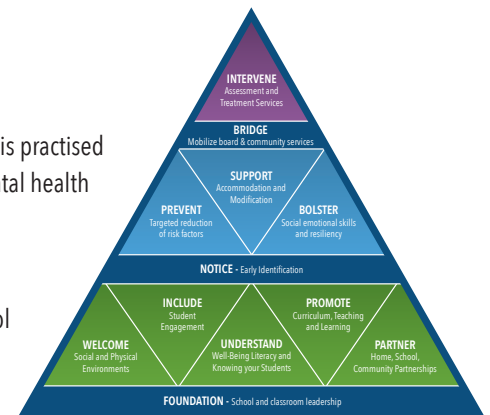 INTERVENE
Assessment and
Treatment Services
BRIDGE
Mobilize board & community services
is practised
tal health
SUPPORT
Accommodation and
Modification
PREVENT
Targeted reduction
of risk factors
BOLSTER
Social emotional skills
and resiliency
NOTICE - Early Identification
ol
INCLUDE
Student
Engagement
PROMOTE
Curriculum, Teaching
and Learning
WELCOME
Social and Physical
Environments
UNDERSTAND
Well-Being Literacy and
Knowing your Students
PARTNER
Home, School,
Community Partnerships
FOUNDATION - School and classroom leadership